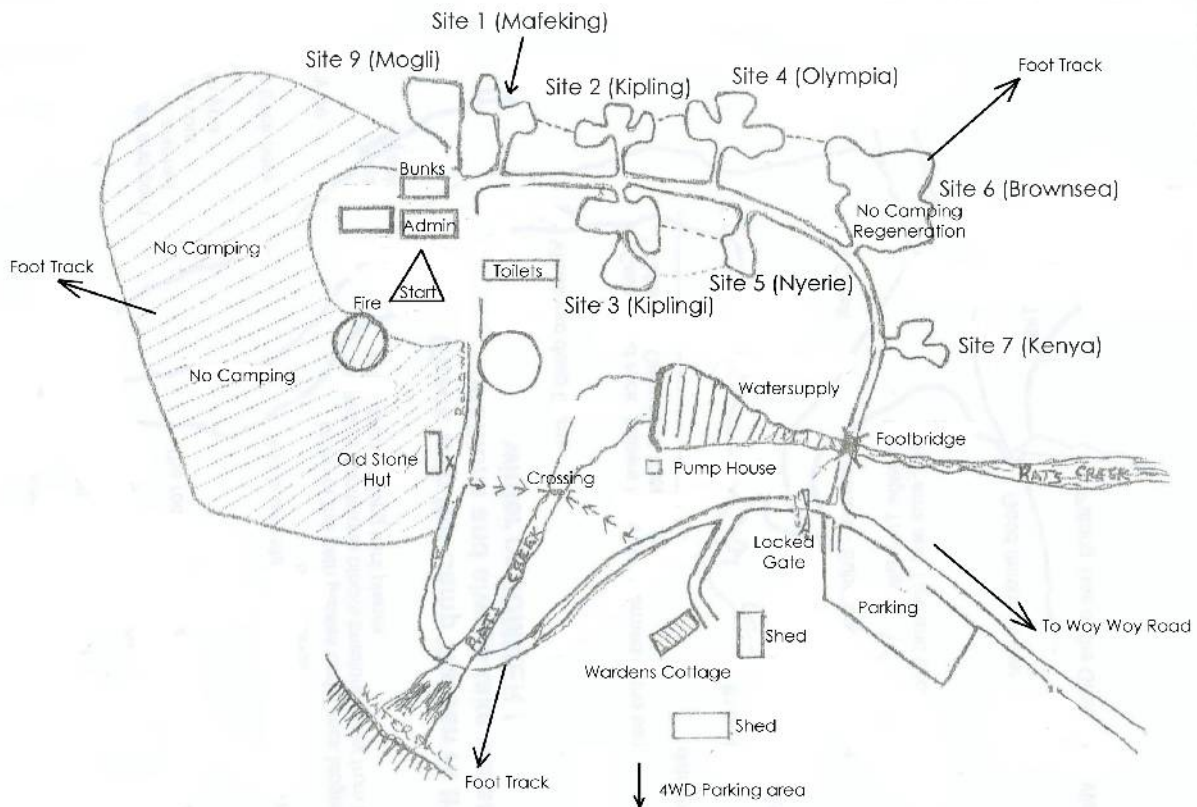 Site 1 (Mafeking)
Site 9 (Mogli)
Site 2 (Kipling)
Site 4 (Olympia)
Foot Track
Bunks
Site 6 (Brownsea)
No Camping
Regeneration
Admin
No Camping
Foot Track
Toilets
Start
Site 5 (Nyerie)
Site 3 (Kiplingi)
Fire
Site 7 (Kenya)
No Camping
Watersupply
Footbridge
Old Stone
Hut
Crossing
Pump House
RATS CREEK
Locked
Gate
RATS CREEK
Parking
To Woy Woy Road
Shed
Wardens Cottage
WATERFALL
Shed
Foot Track
4WD Parking area